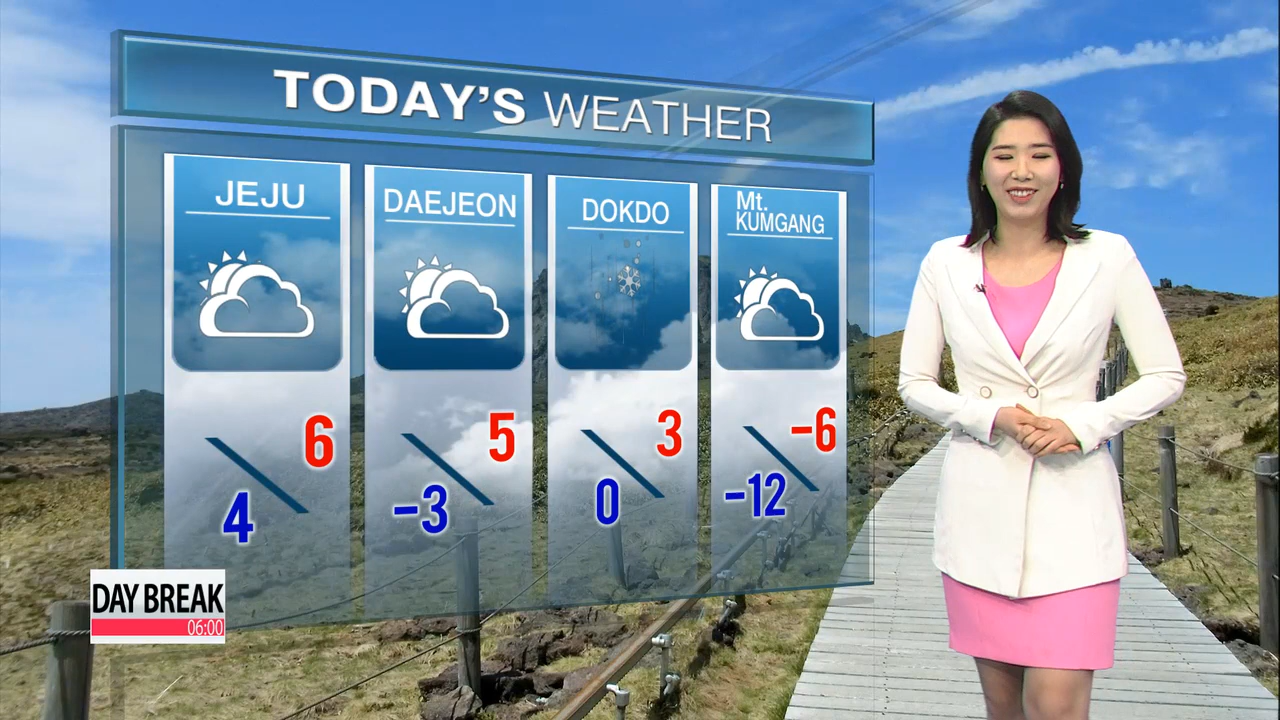 TODAY'S WEATHER
JEJU
6
4
DAEJEON
5
-3
DOKDO
3
0
Mt.
KUMGANG
-6
-12
DAY BREAK
06:00